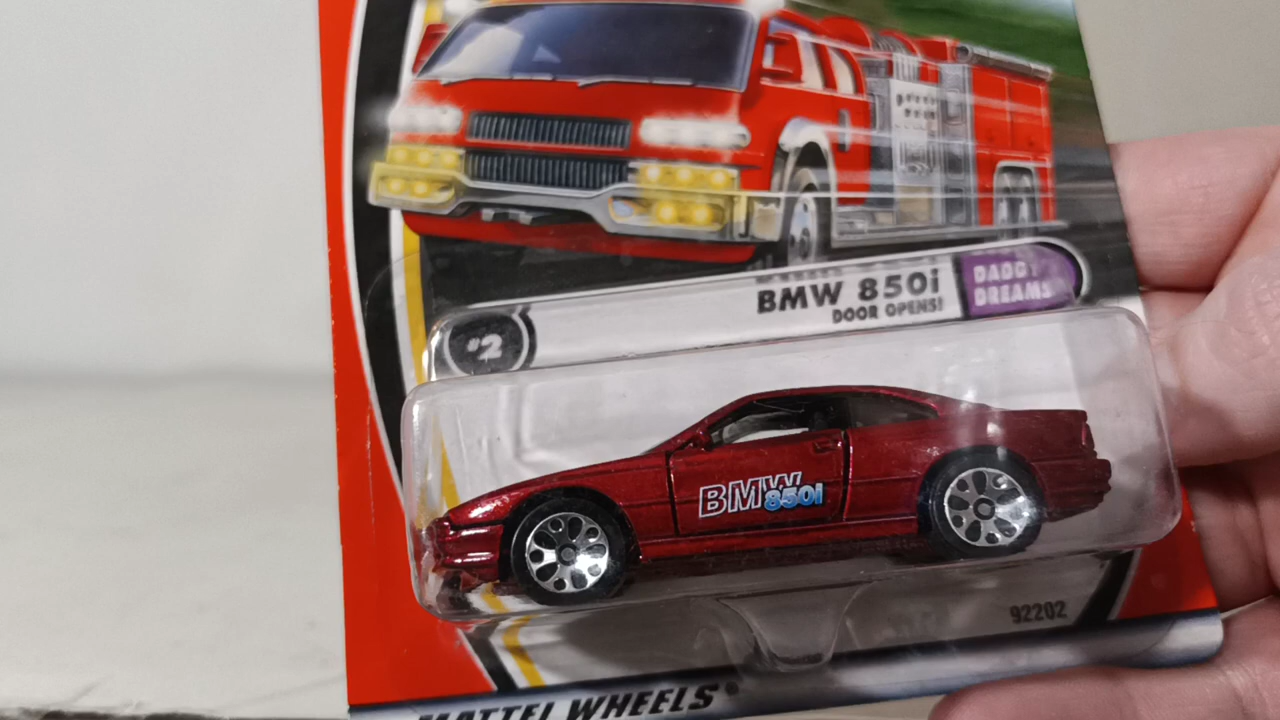 BMW 850i
DOOR OPENS!
DADDY
DREAMS
#2
BMW
850i
92202
MATTEL WHEELS